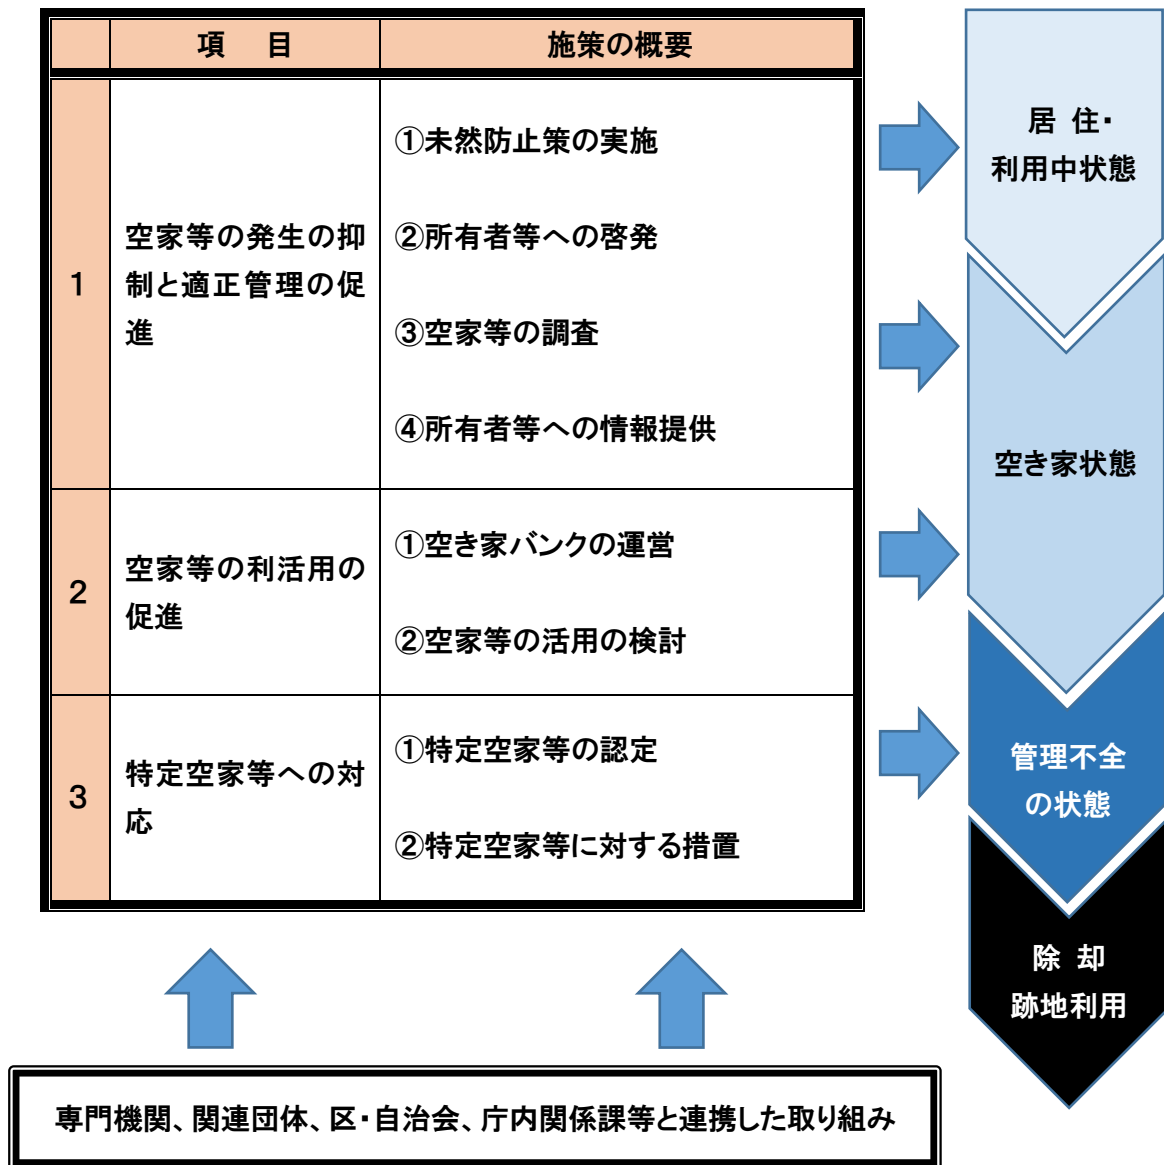 項 目
施策の概要
1
空家等の発生の抑
制と適正管理の促
進
①未然防止策の実施
②所有者等への啓発
③空家等の調査
④所有者等への情報提供
2
空家等の利活用の
促進
①空き家バンクの運営
②空家等の活用の検討
3
特定空家等への対
応
①特定空家等の認定
②特定空家等に対する措置
居 住・
利用中状態
空き家状態
管理不全
の状態
除 却
跡地利用
専門機関、関連団体、区・自治会、庁内関係課等と連携した取り組み